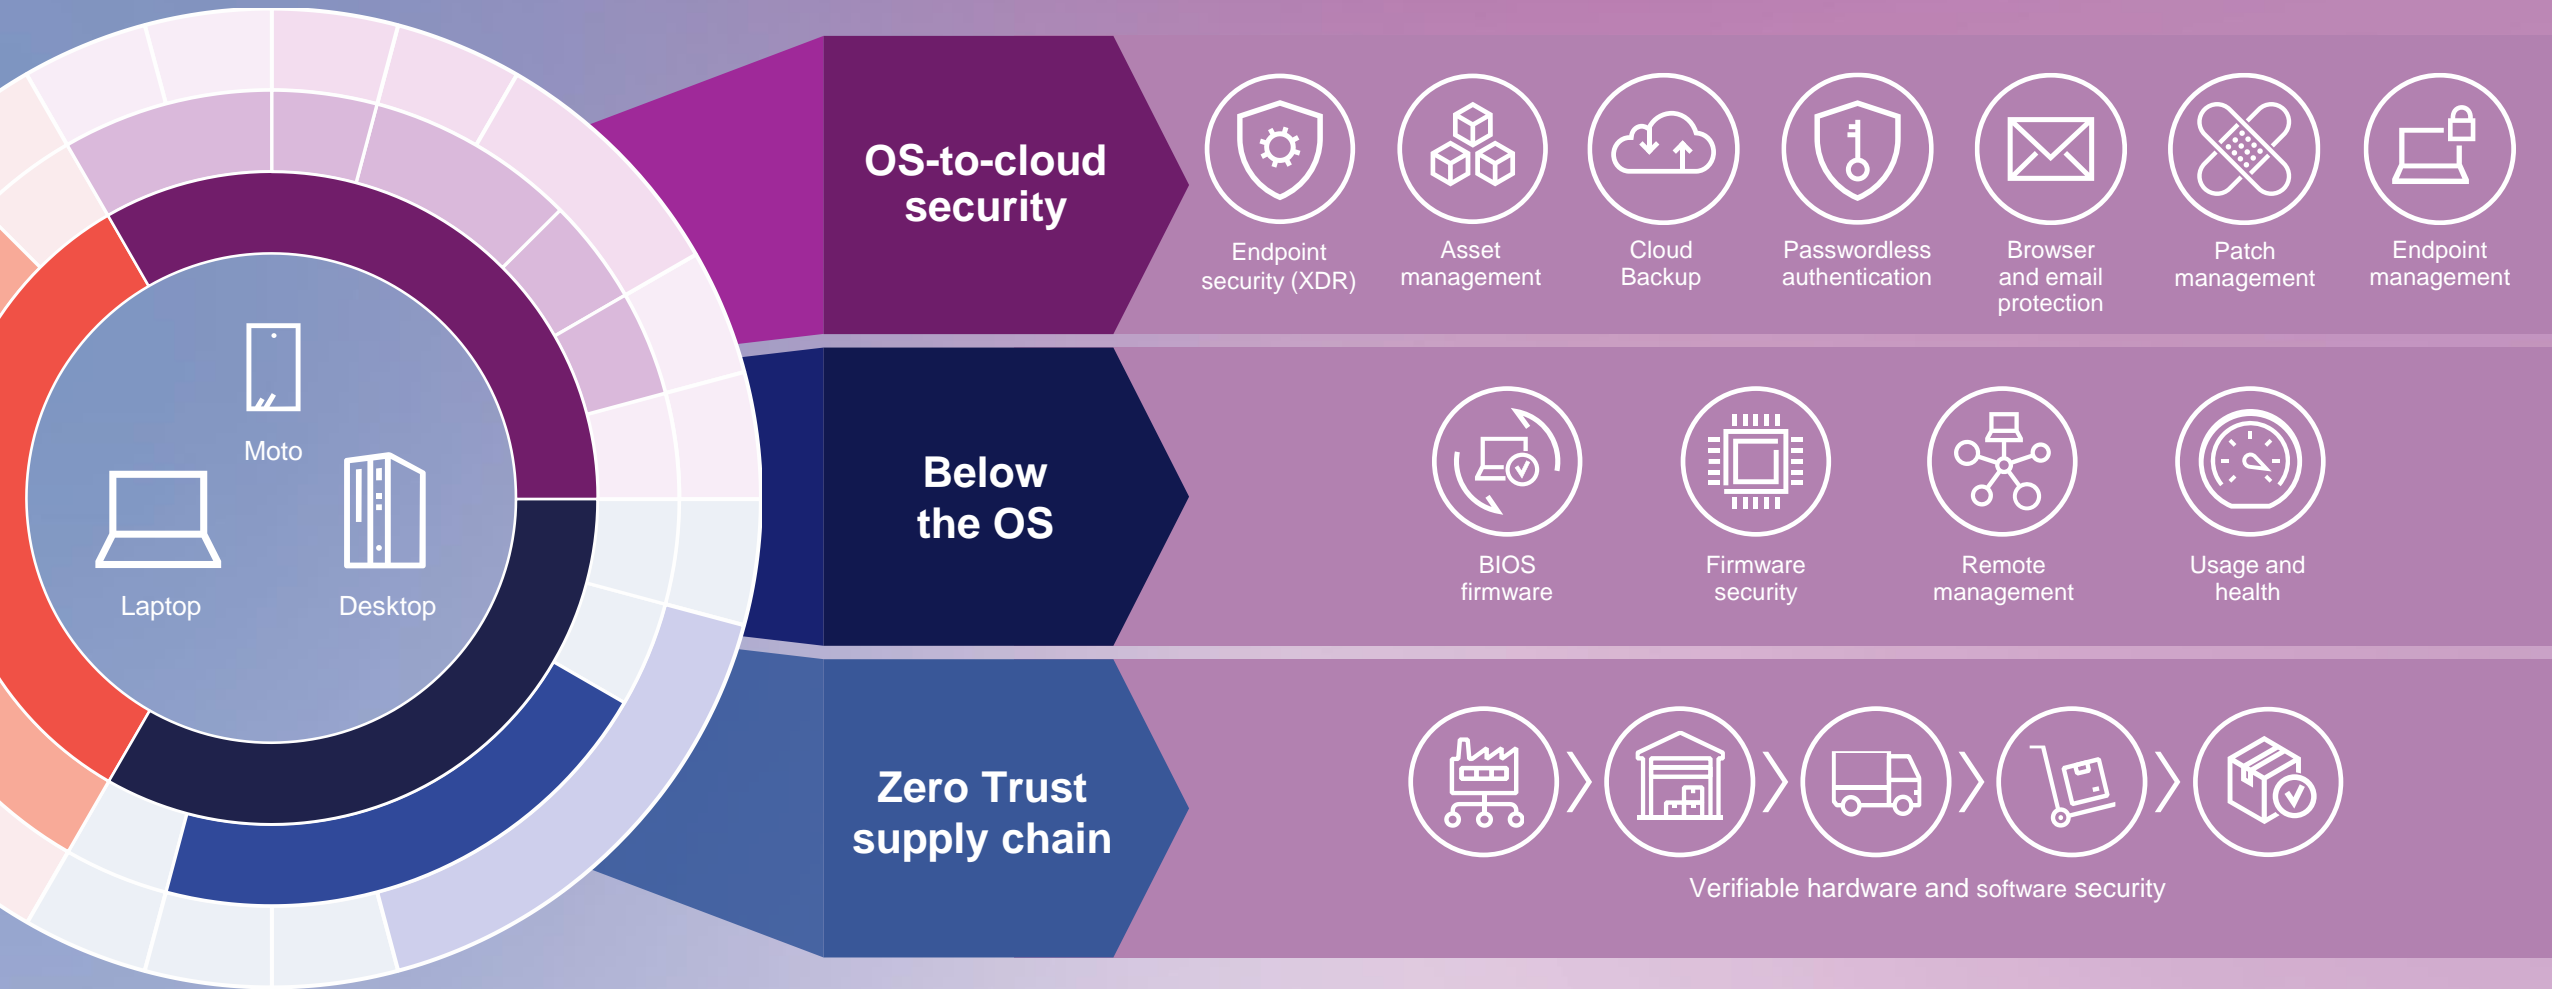 Moto
Laptop
Desktop
OS-to-cloud
security
Endpoint
security (XDR)
Asset
management
Cloud
Backup
Passwordless
authentication
Browser
and email
protection
Patch
management
Endpoint
management
Below
the OS
BIOS
firmware
Firmware
security
Remote
management
Usage and
health
Zero Trust
supply chain
Verifiable hardware and software security